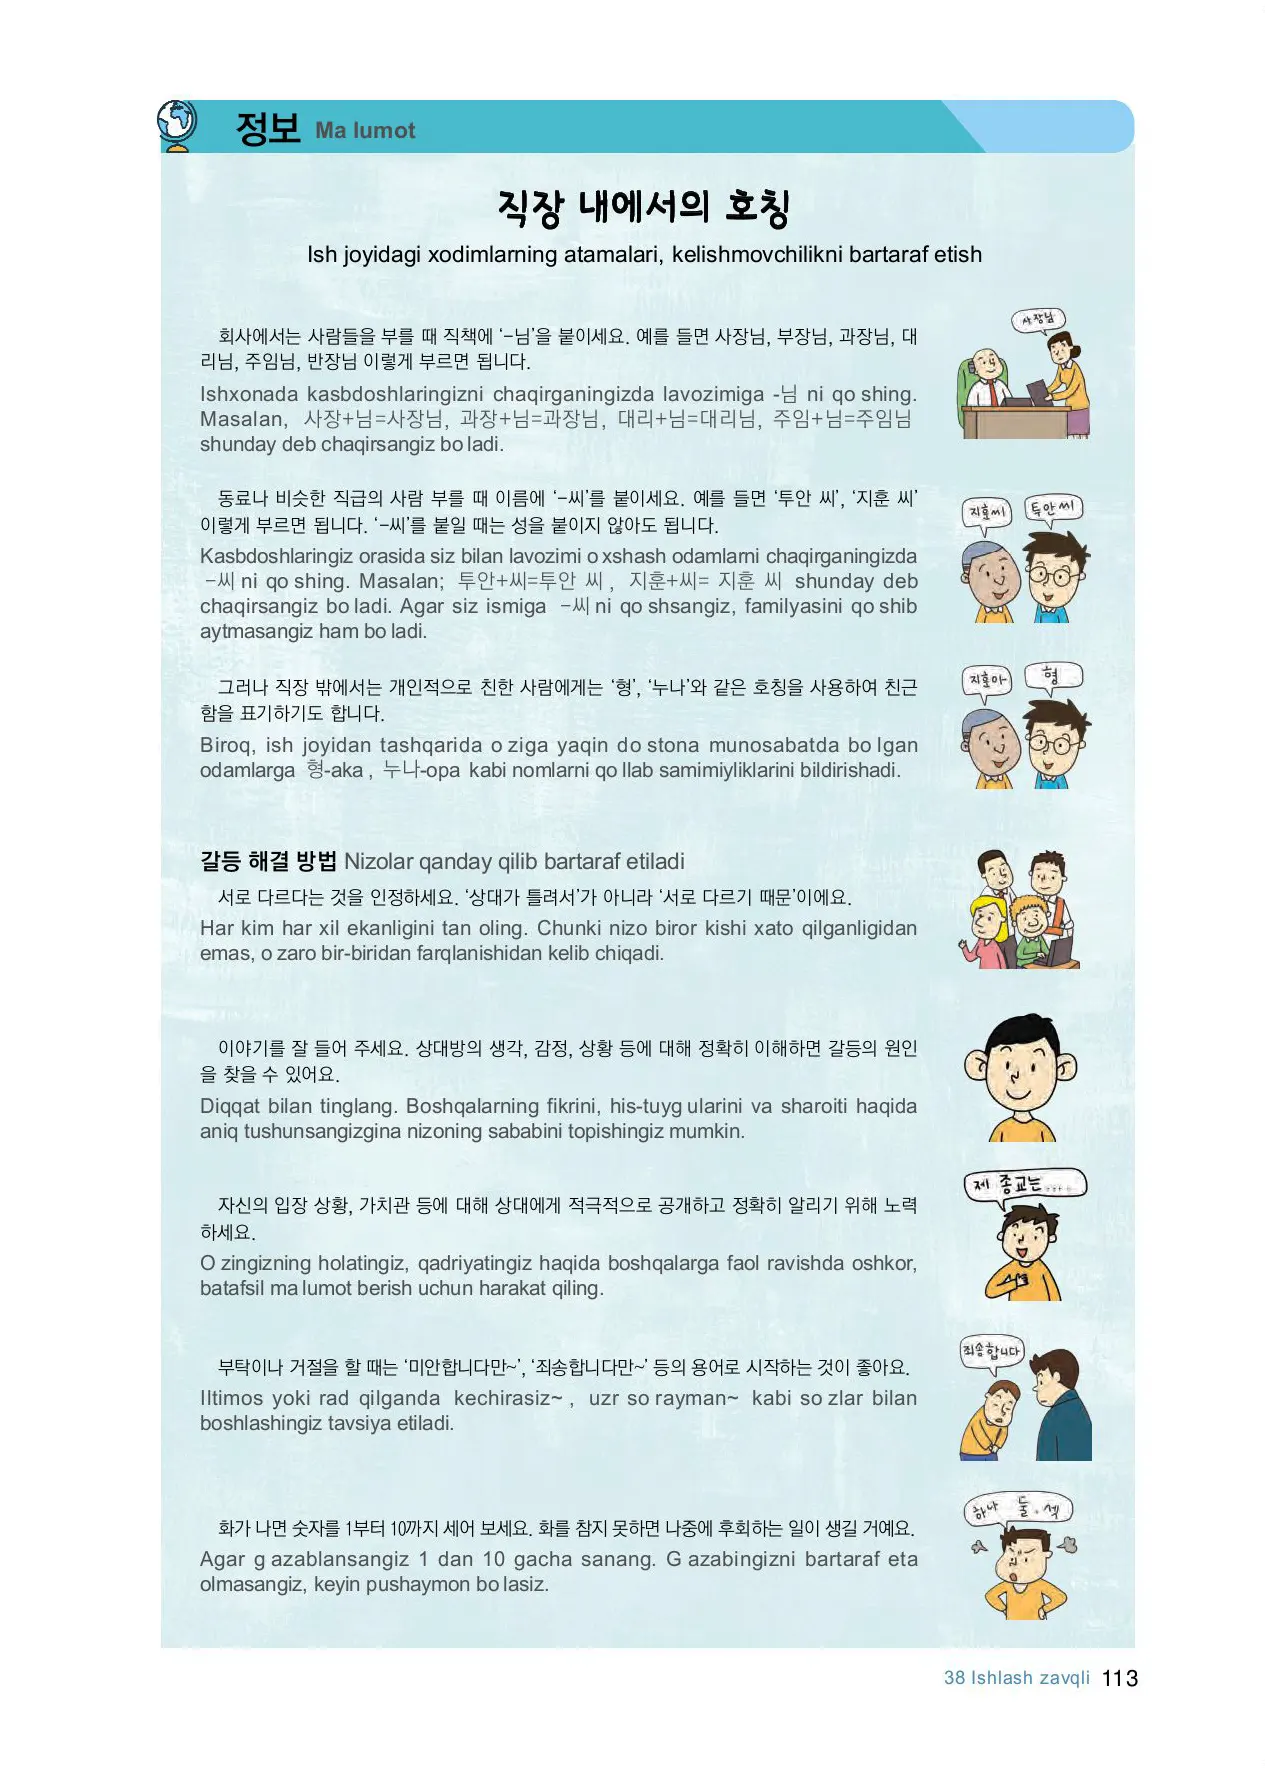 정보 Ma lumot
직장 내에서의 호칭
Ish joyidagi xodimlarning atamalari, kelishmovchilikni bartaraf etish
회사에서는 사람들을 부를 때 직책에 ‘-님’을 붙이세요. 예를 들면 사장님, 부장님, 과장님, 대
리님, 주임님, 반장님 이렇게 부르면 됩니다.
Ishxonada kasbdoshlaringizni chaqirganingizda lavozimiga -님 ni qo shing.
Masalan, 사장+님=사장님, 과장+님=과장님, 대리+님=대리님, 주임+님=주임님
shunday deb chaqirsangiz bo ladi.
사장님
동료나 비슷한 직급의 사람 부를 때 이름에 ‘-씨’를 붙이세요. 예를 들면 ‘투안 씨’, ‘지훈 씨’
이렇게 부르면 됩니다. ‘-씨’를 붙일 때는 성을 붙이지 않아도 됩니다.
Kasbdoshlaringiz orasida siz bilan lavozimi o xshash odamlarni chaqirganingizda
-씨 ni qo shing. Masalan; 투안+씨=투안 씨 , 지훈+씨= 지훈 씨 shunday deb
chaqirsangiz bo ladi. Agar siz ismiga -씨 ni qo shsangiz, familyasini qo shib
aytmasangiz ham bo ladi.
지훈씨 투안씨
그러나 직장 밖에서는 개인적으로 친한 사람에게는 ‘형’, ‘누나’와 같은 호칭을 사용하여 친근
함을 표기하기도 합니다.
Biroq, ish joyidan tashqarida o ziga yaqin do stona munosabatda bo lgan
odamlarga 형-aka , 누나-opa kabi nomlarni qo llab samimiyliklarini bildirishadi.
지훈아 형
갈등 해결 방법 Nizolar qanday qilib bartaraf etiladi
서로 다르다는 것을 인정하세요. ‘상대가 틀려서’가 아니라 ‘서로 다르기 때문’이에요.
Har kim har xil ekanligini tan oling. Chunki nizo biror kishi xato qilganligidan
emas, o zaro bir-biridan farqlanishidan kelib chiqadi.
이야기를 잘 들어 주세요. 상대방의 생각, 감정, 상황 등에 대해 정확히 이해하면 갈등의 원인
을 찾을 수 있어요.
Diqqat bilan tinglang. Boshqalarning fikrini, his-tuyg ularini va sharoiti haqida
aniq tushunsangizgina nizoning sababini topishingiz mumkin.
자신의 입장 상황, 가치관 등에 대해 상대에게 적극적으로 공개하고 정확히 알리기 위해 노력
하세요.
O zingizning holatingiz, qadriyatingiz haqida boshqalarga faol ravishda oshkor,
batafsil ma lumot berish uchun harakat qiling.
제 종교는....
부탁이나 거절을 할 때는 ‘미안합니다만~’, ‘죄송합니다만~’ 등의 용어로 시작하는 것이 좋아요.
Iltimos yoki rad qilganda kechirasiz~ , uzr so rayman~ kabi so zlar bilan
boshlashingiz tavsiya etiladi.
죄송합니다
화가 나면 숫자를 1부터 10까지 세어 보세요. 화를 참지 못하면 나중에 후회하는 일이 생길 거예요.
Agar g azablansangiz 1 dan 10 gacha sanang. G azabingizni bartaraf eta
olmasangiz, keyin pushaymon bo lasiz.
하나 둘. 셋
38 Ishlash zavqli 113